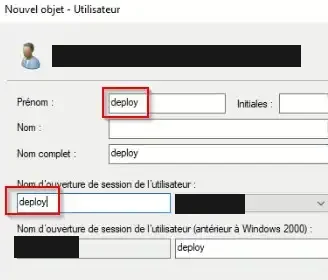 Nouvel objet - Utilisateur
Prénom : deploy Initiales :
Nom :
Nom complet : deploy
Nom d'ouverture de session de l'utilisateur :
deploy
Nom d'ouverture de session de l'utilisateur (antérieur à Windows 2000) :
deploy